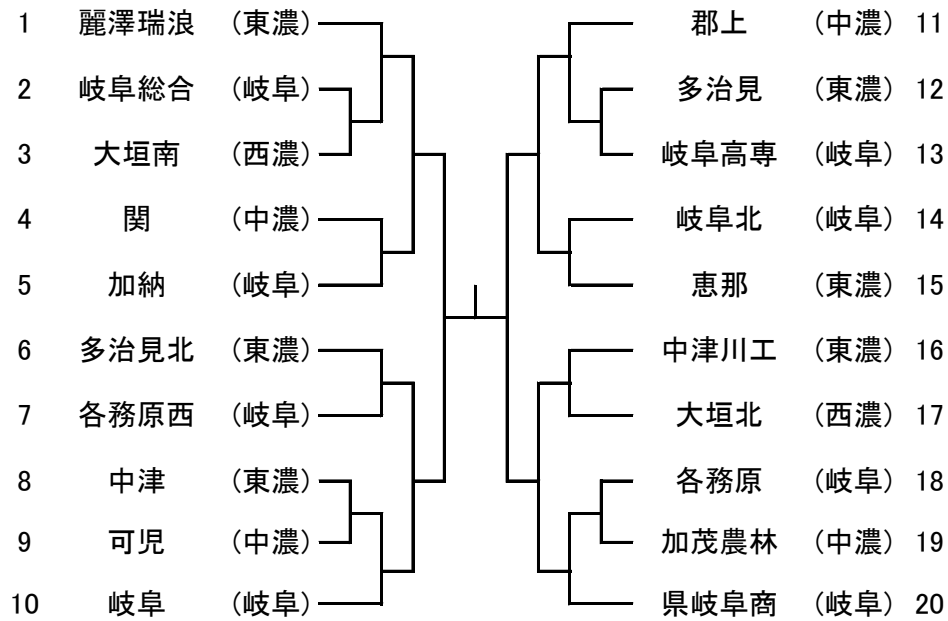 1 麗澤瑞浪 (東濃)
2 岐阜総合 (岐阜)
3 大垣南 (西濃)
4 関 (中濃)
5 加納 (岐阜)
6 多治見北 (東濃)
7 各務原西 (岐阜)
8 中津 (東濃)
9 可児 (中濃)
10 岐阜 (岐阜)
郡上 (中濃) 11
多治見 (東濃) 12
岐阜高専 (岐阜) 13
岐阜北 (岐阜) 14
恵那 (東濃) 15
中津川工 (東濃) 16
大垣北 (西濃) 17
各務原 (岐阜) 18
加茂農林 (中濃) 19
県岐阜商 (岐阜) 20